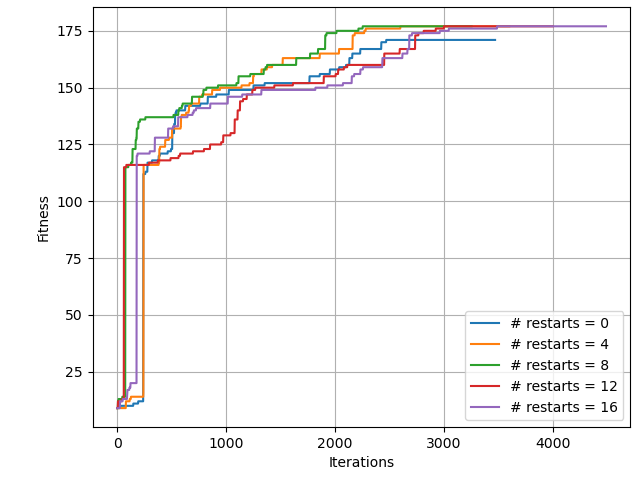 175
150
125
100
75
50
25
Fitness
0
1000
2000
3000
4000
Iterations
# restarts = 0
# restarts = 4
# restarts = 8
# restarts = 12
# restarts = 16